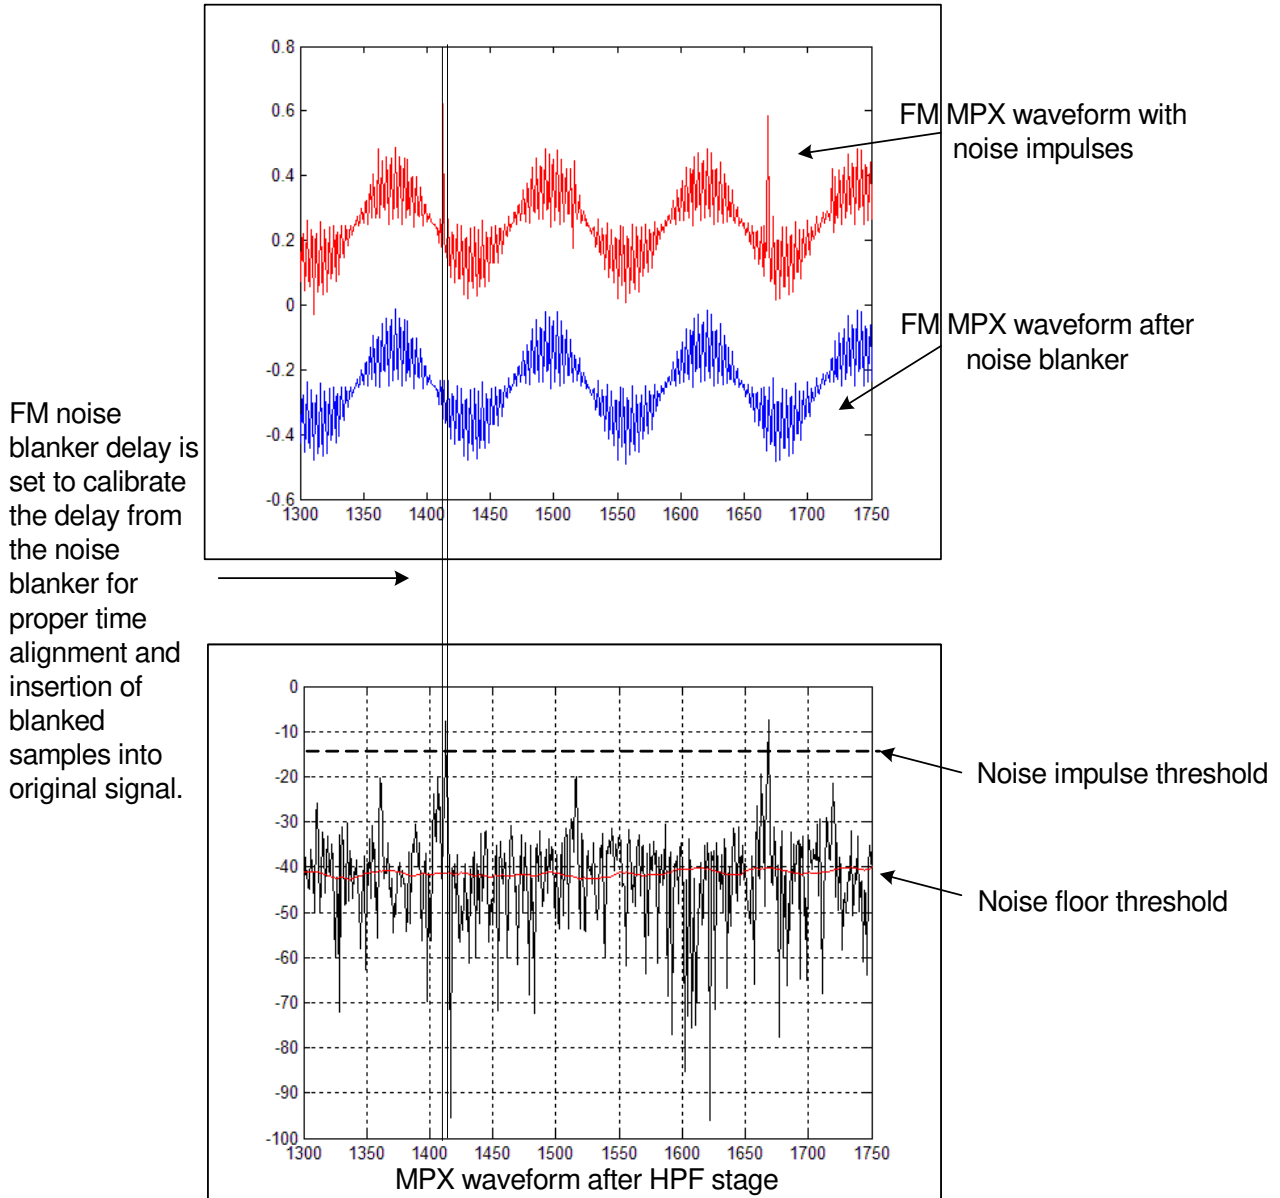 0.8
0.6
0.4
0.2
0
-0.2
-0.4
-0.6
1300 1350 1400 1450 1500 1550 1600 1650 1700 1750
FM MPX waveform with
noise impulses
FM MPX waveform after
noise blanker
FM noise
blanker delay is
set to calibrate
the delay from
the noise
blanker for
proper time
alignment and
insertion of
blanked
samples into
original signal.
0
-10
-20
-30
-40
-50
-60
-70
-80
-90
-100
1300 1350 1400 1450 1500 1550 1600 1650 1700 1750
MPX waveform after HPF stage
Noise impulse threshold
Noise floor threshold